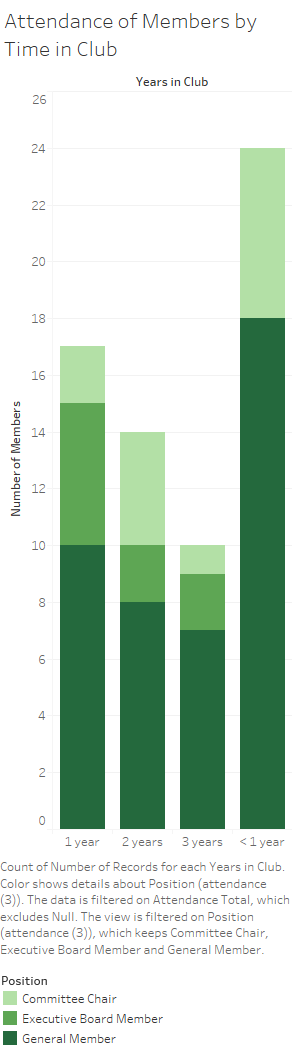 Attendance of Members by
Time in Club
Years in Club
26
24
22
20
18
16
14
12
10
8
6
4
2
0
Number of Members
1 year
2 years
3 years
< 1 year
Count of Number of Records for each Years in Club.
Color shows details about Position (attendance
(3)). The data is filtered on Attendance Total, which
excludes Null. The view is filtered on Position
(attendance (3)), which keeps Committee Chair,
Executive Board Member and General Member.
Position
Committee Chair
Executive Board Member
General Member